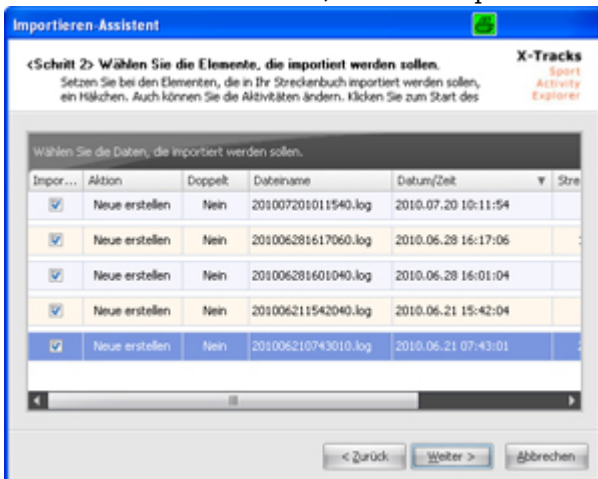 Importieren-Assistent
<Schritt 2> Wählen Sie die Elemente, die importiert werden sollen.
Setzen Sie bei den Elementen, die in Ihr Streckenbuch importiert werden sollen,
ein Häkchen. Auch können Sie die Aktivitäten ändern. Klicken Sie zum Start des
X-Tracks
Sport
Activity
Explorer
Wählen Sie die Daten, die importiert werden sollen.
Impor... Aktion Doppelt Dateiname Datum/Zeit Stre
Neue erstellen Nein 201007201011540.log 2010.07.20 10:11:54
Neue erstellen Nein 201006281617060.log 2010.06.28 16:17:06
Neue erstellen Nein 201006281601040.log 2010.06.28 16:01:04
Neue erstellen Nein 201006211542040.log 2010.06.21 15:42:04
Neue erstellen Nein 201006210743010.log 2010.06.21 07:43:01
< Zurück Weiter > Abbrechen